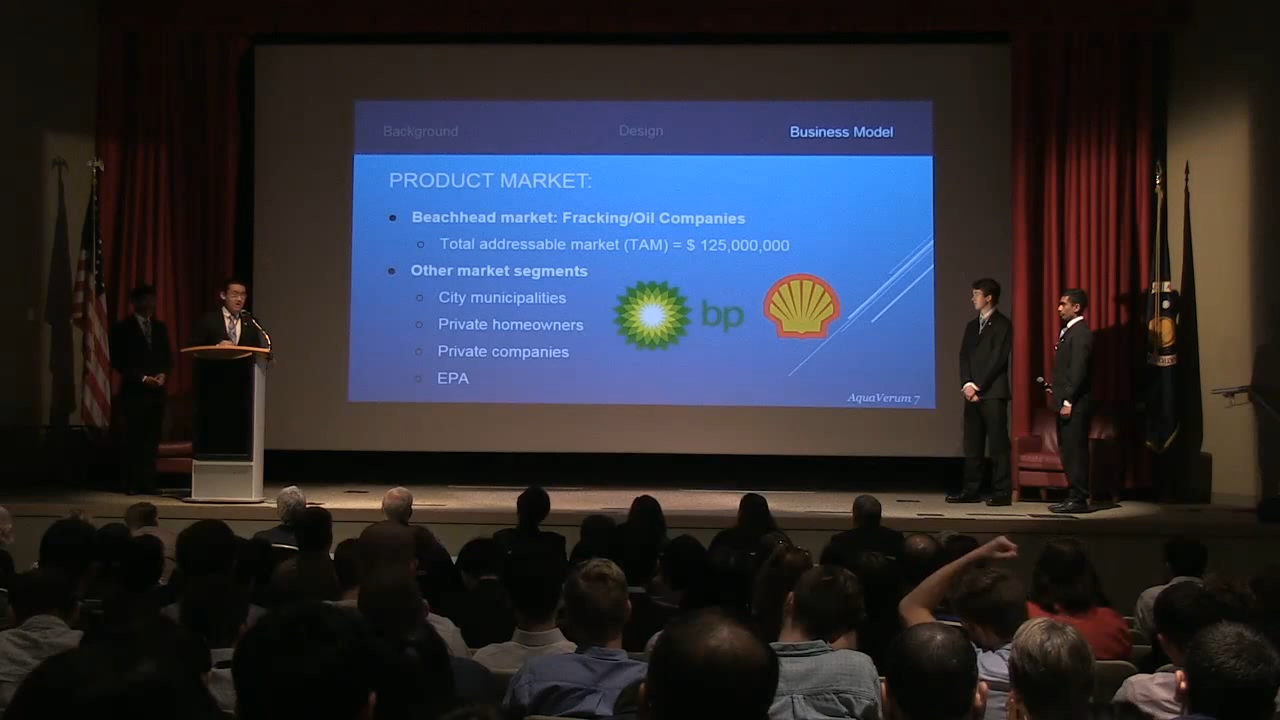 Background Design Business Model
PRODUCT MARKET:
Beachhead market: Fracking/Oil Companies
Total addressable market (TAM) = $ 125,000,000
Other market segments
City municipalities
Private homeowners
Private companies
EPA
bp
AquaVerum 7